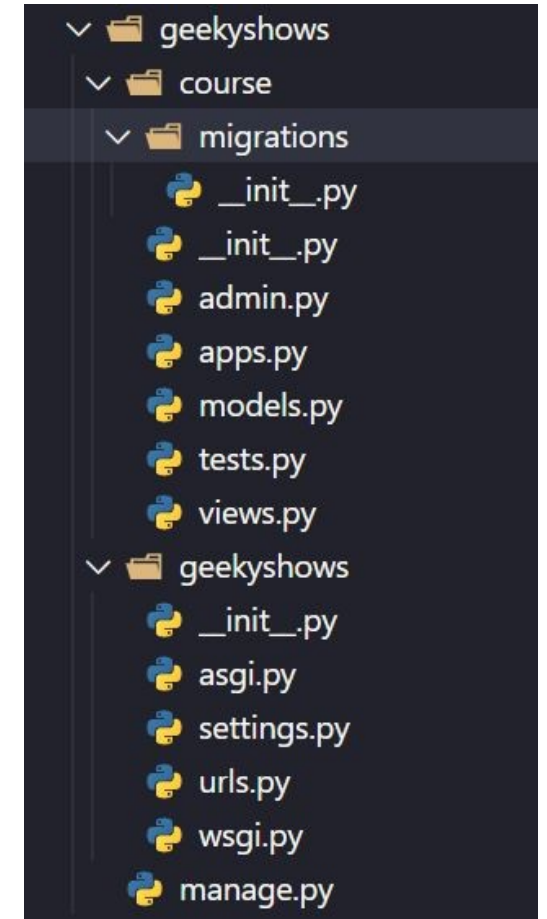 geekyshows
course
migrations
__init__.py
__init__.py
admin.py
apps.py
models.py
tests.py
views.py
geekyshows
__init__.py
asgi.py
settings.py
urls.py
wsgi.py
manage.py